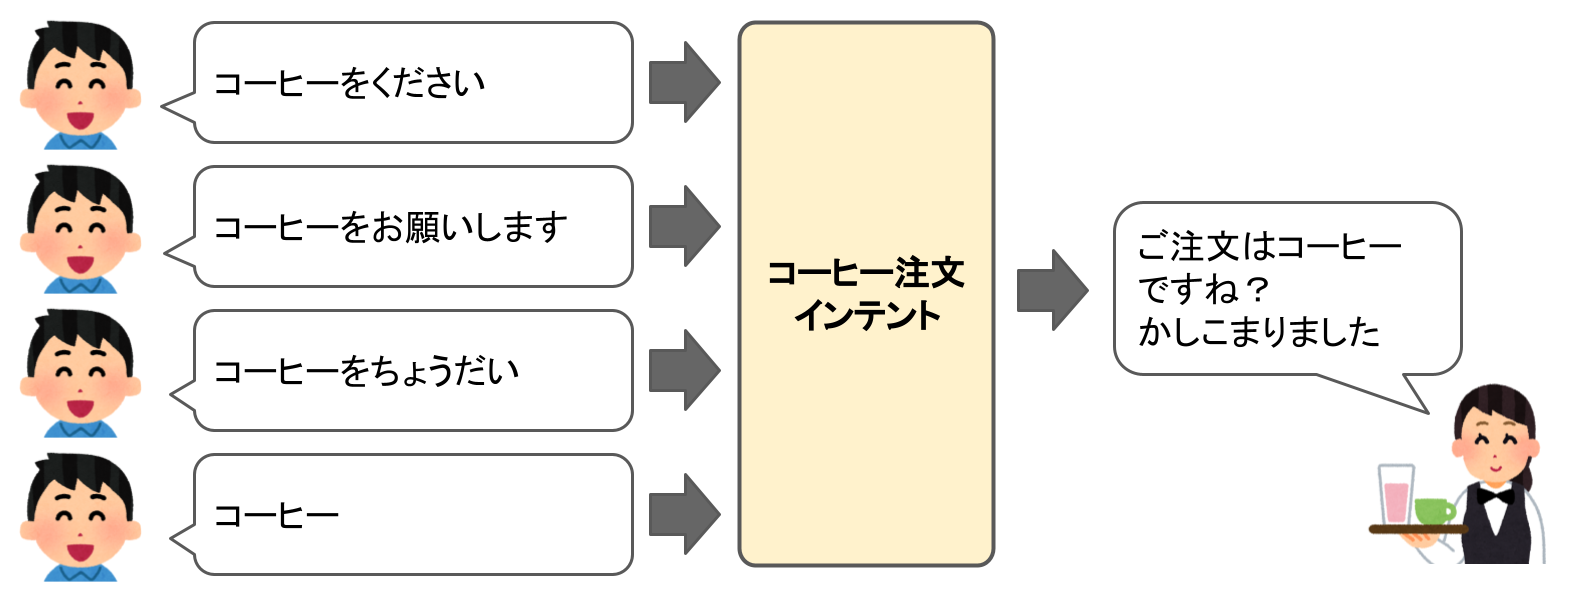 コーヒーをください
コーヒーをお願いします
コーヒーをちょうだい
コーヒー
コーヒー注文
インテント
ご注文はコーヒー
ですね？
かしこまりました